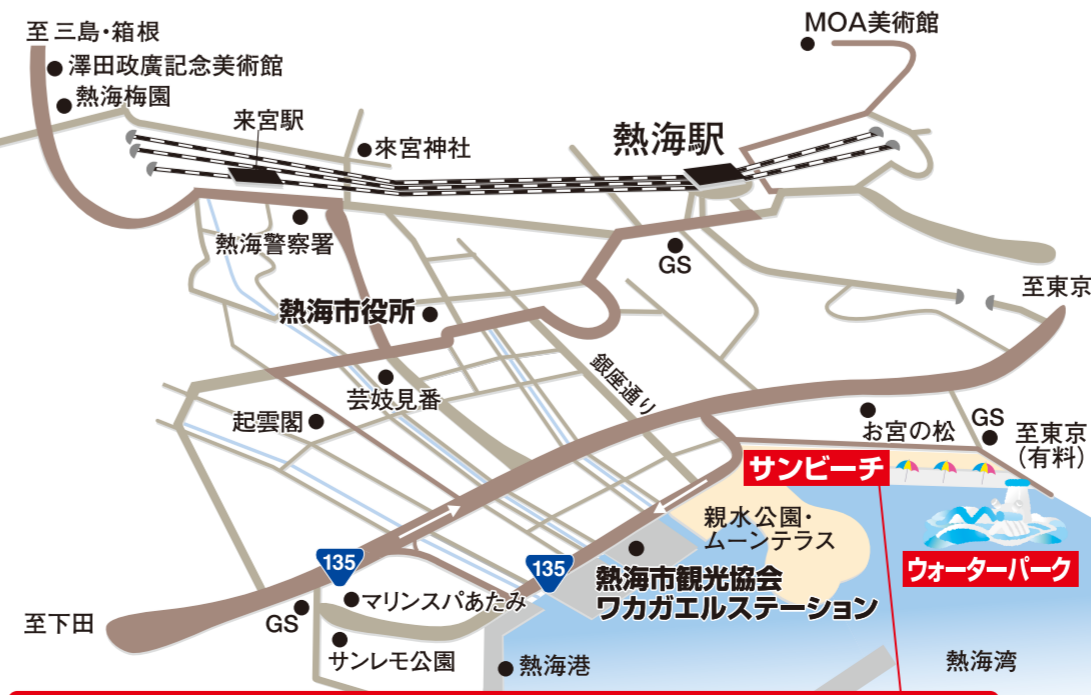 至 三島・箱根
澤田政廣記念美術館
熱海梅園
MOA美術館
来宮駅
來宮神社
熱海駅
熱海警察署
GS
至東京
熱海市役所
銀座通り
芸妓見番
起雲閣
お宮の松
GS
至東京
(有料)
サンビーチ
親水公園・
ムーンテラス
ウォーターパーク
135
135
熱海市観光協会
ワカガエルステーション
マリンスパあたみ
GS
至下田
サンレモ公園
熱海港
熱海湾